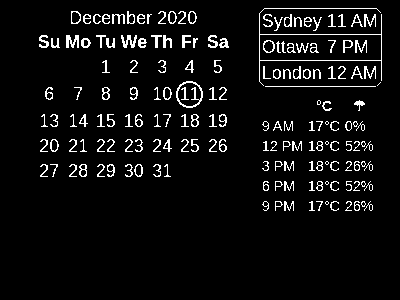 December 2020
Su Mo Tu We Th Fr Sa
1 2 3 4 5
6 7 8 9 10 11 12
13 14 15 16 17 18 19
20 21 22 23 24 25 26
27 28 29 30 31
Sydney 11 AM
Ottawa 7 PM
London 12 AM
°C ☂
9 AM 17°C 0%
12 PM 18°C 52%
3 PM 18°C 26%
6 PM 18°C 52%
9 PM 17°C 26%